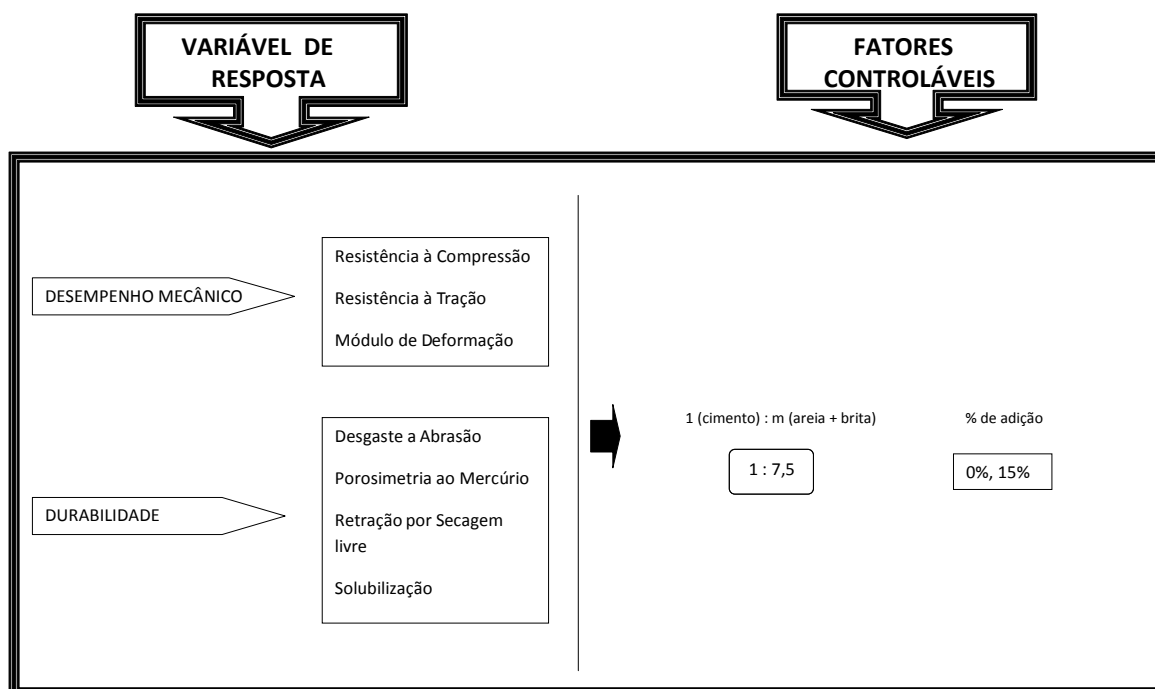 VARIÁVEL DE
RESPOSTA
FATORES
CONTROLÁVEIS
DESEMPENHO MECÂNICO
Resistência à Compressão
Resistência à Tração
Módulo de Deformação
DURABILIDADE
Desgaste a Abrasão
Porosimetria ao Mercúrio
Retração por Secagem
livre
Solubilização
1 (cimento) : m (areia + brita)
1 : 7,5
% de adição
0%, 15%